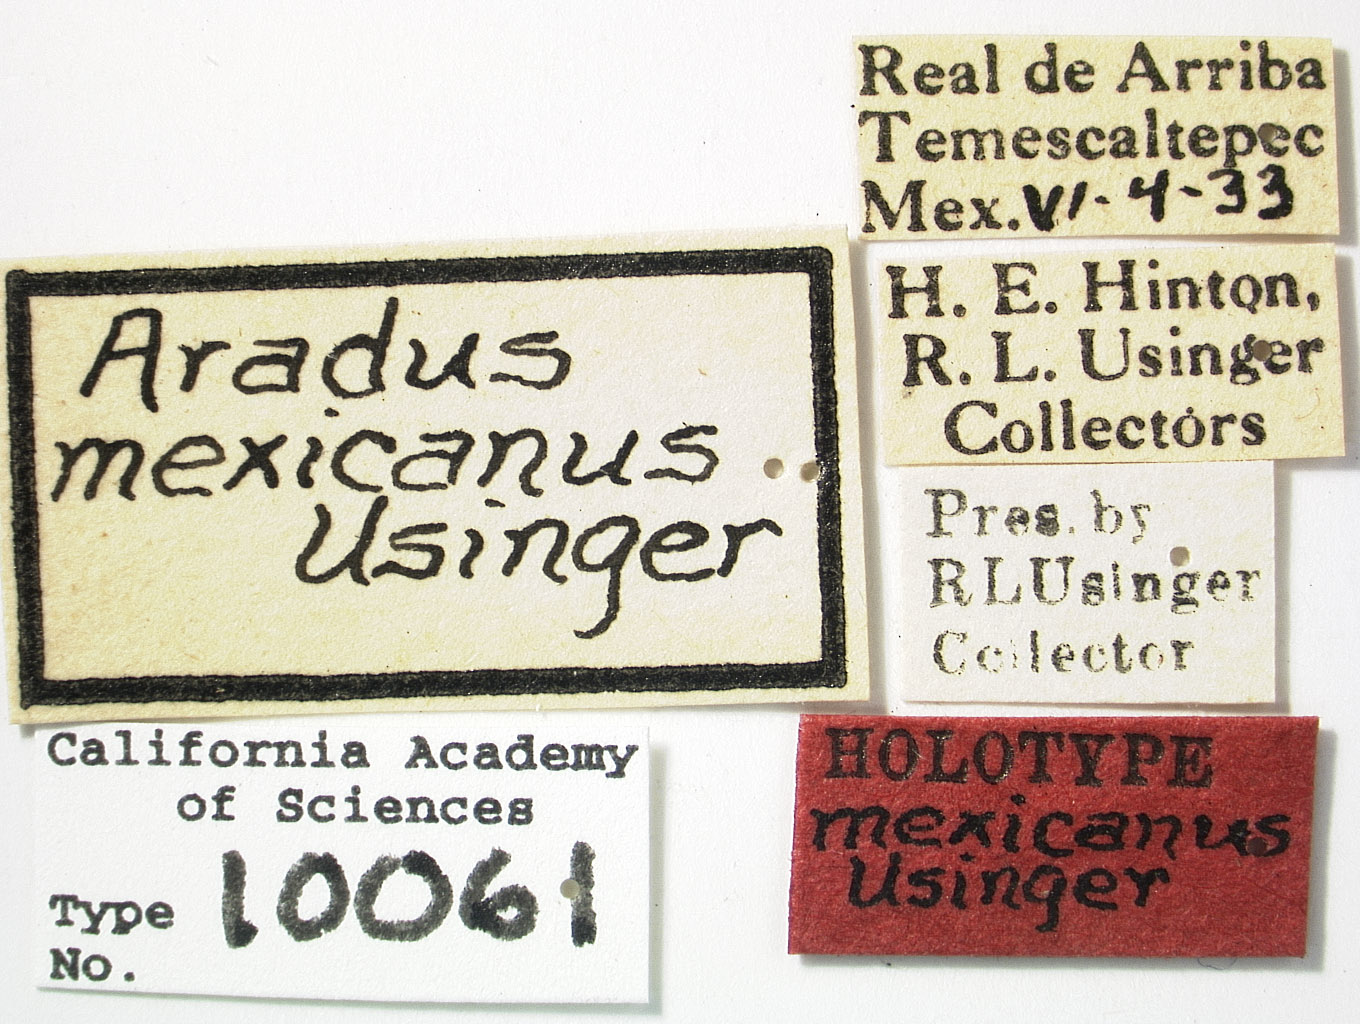 Real de Arriba
Temescaltepec
Mex. VI-4-33
H. E. Hinton,
R. L. Usinger
Collectors
Aradus
mexicanus
Usinger
Pres. by
RLUsinger
Collector
California Academy
of Sciences
Type 10061
No.
HOLOTYPE
mexicanus
Usinger